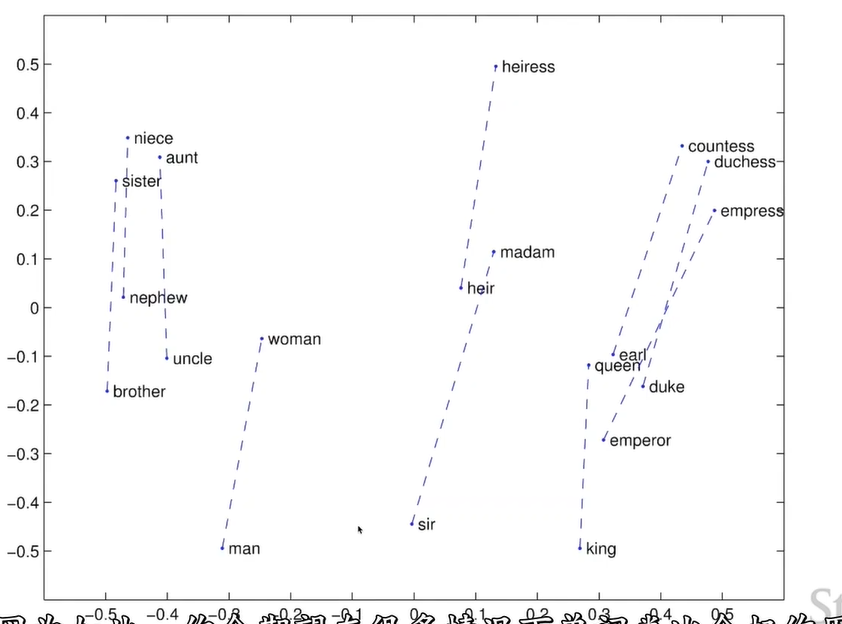 heiress
0.5
0.4
niece
countess
aunt
duchess
0.3
sister
0.2
empress
0.1
madam
heir
nephew
0
woman
−0.1
earl
uncle
queen
duke
brother
−0.2
emperor
−0.3
−0.4
sir
−0.5
man
king
−0.5 −0.4 −0.3 −0.2 −0.1 0 0.1 0.2 0.3 0.4 0.5
St